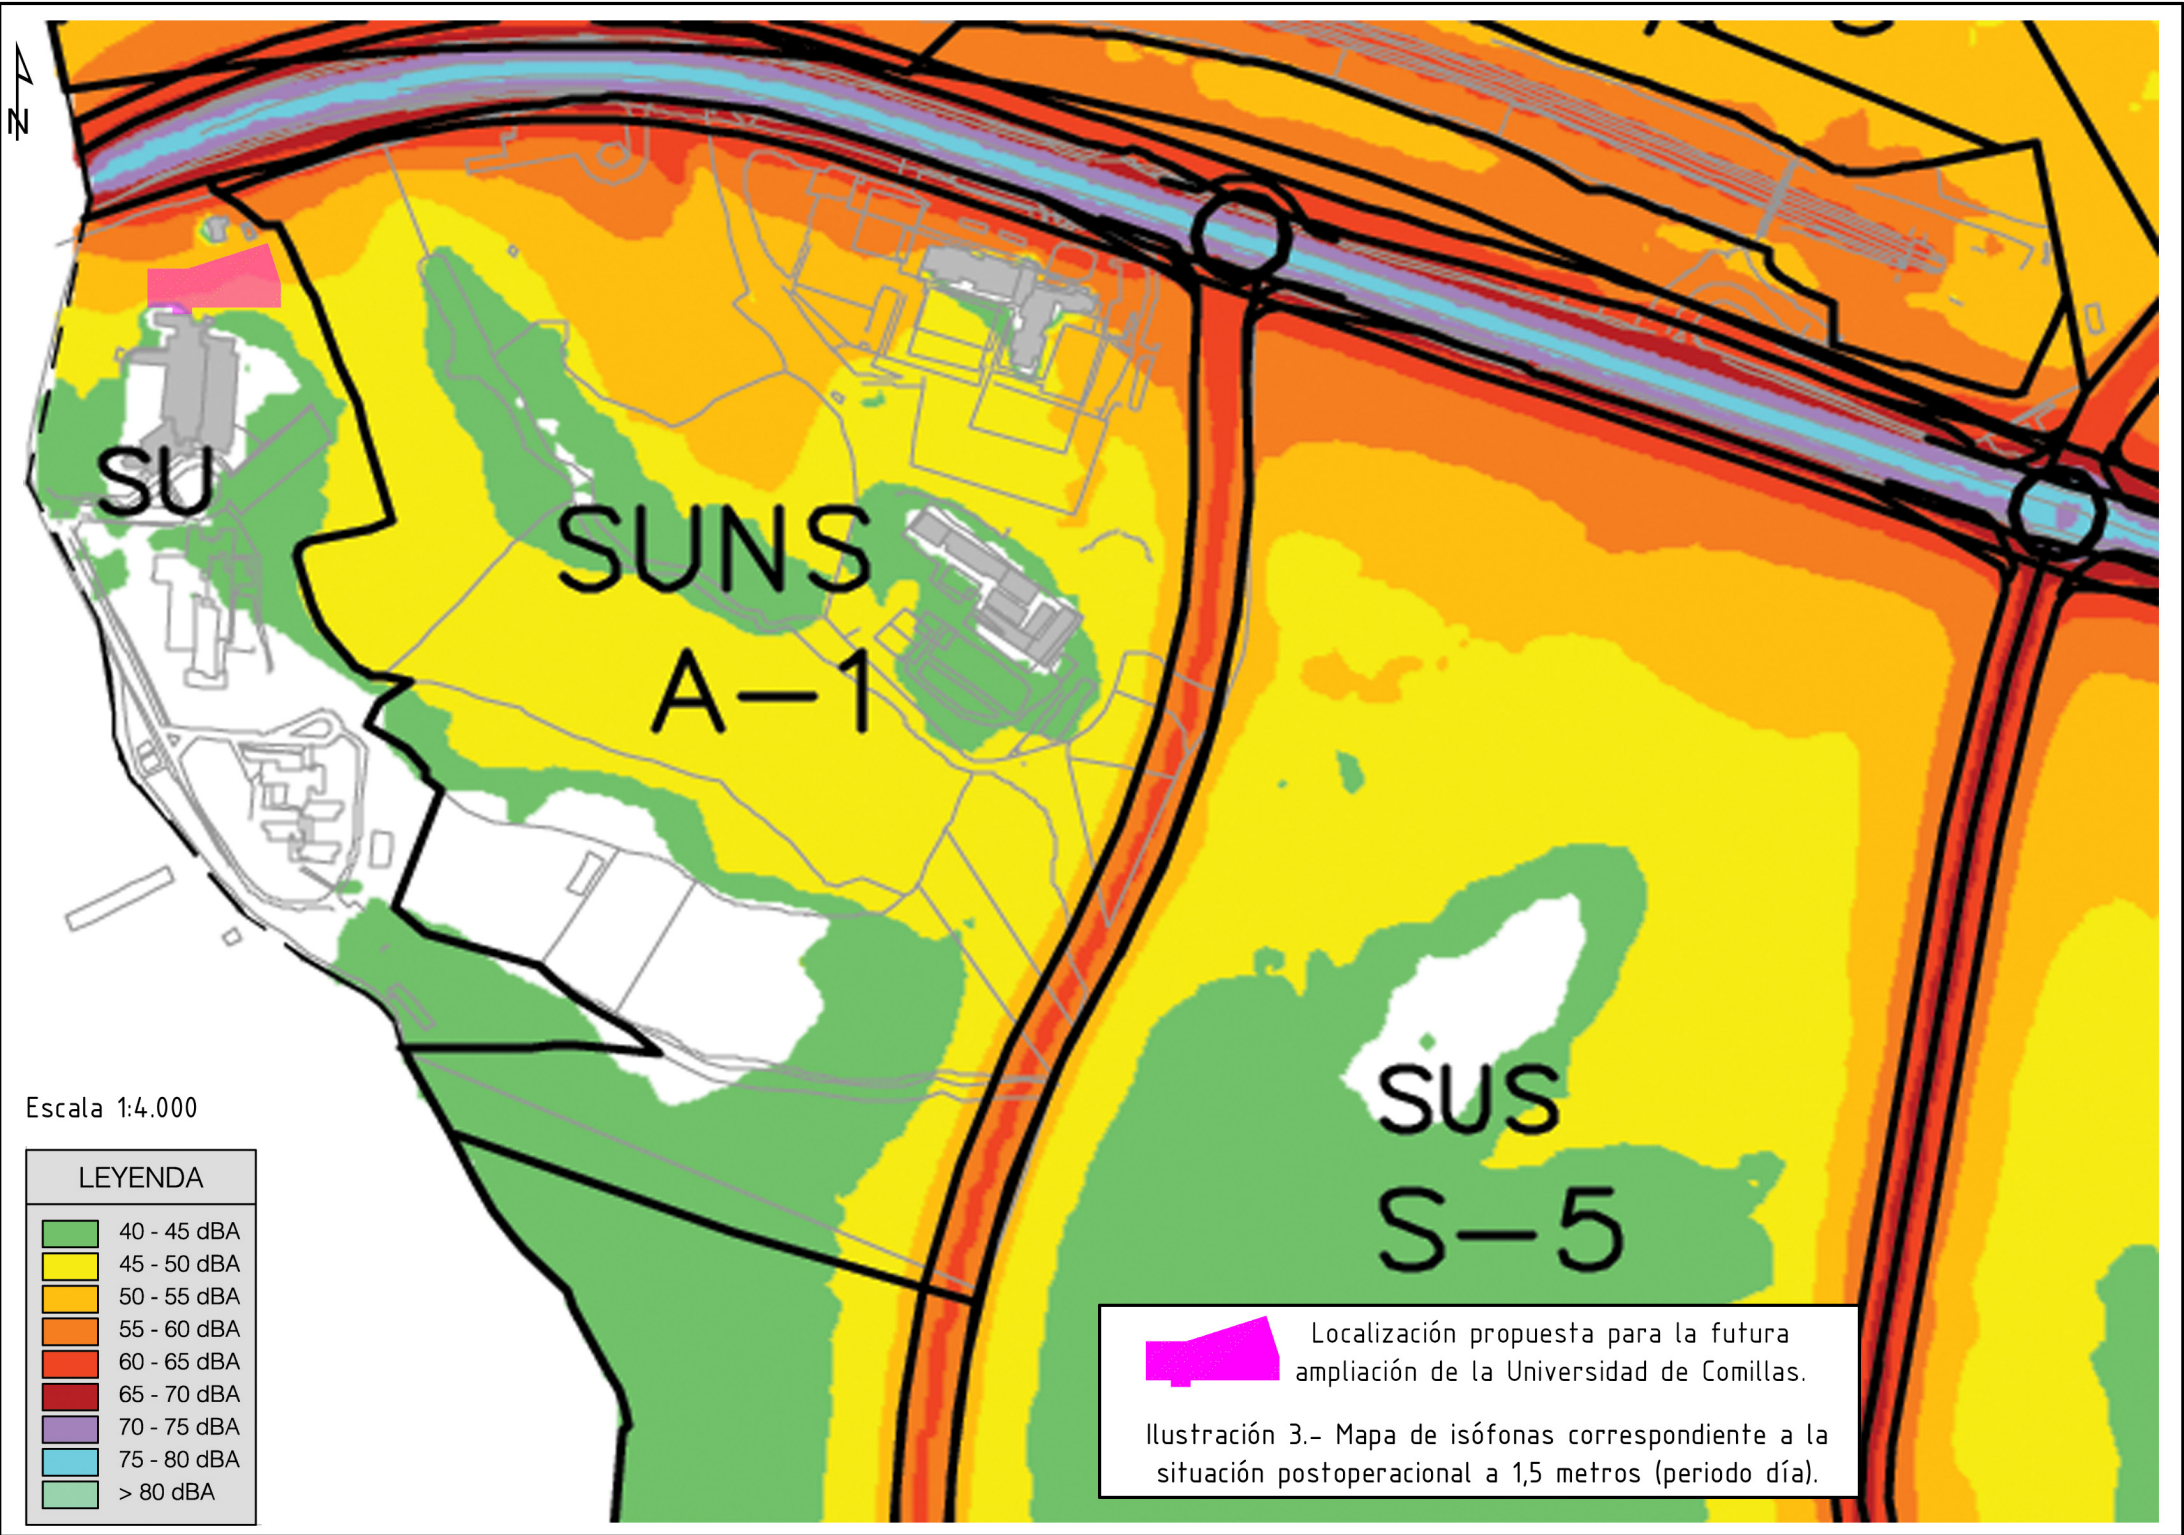 N
SU
SUNS
A-1
SUS
S-5
Escala 1:4.000
LEYENDA
40 - 45 dBA
45 - 50 dBA
50 - 55 dBA
55 - 60 dBA
60 - 65 dBA
65 - 70 dBA
70 - 75 dBA
75 - 80 dBA
> 80 dBA
Localización propuesta para la futura
ampliación de la Universidad de Comillas.
Ilustración 3.- Mapa de isófonas correspondiente a la
situación postoperacional a 1,5 metros (periodo día).